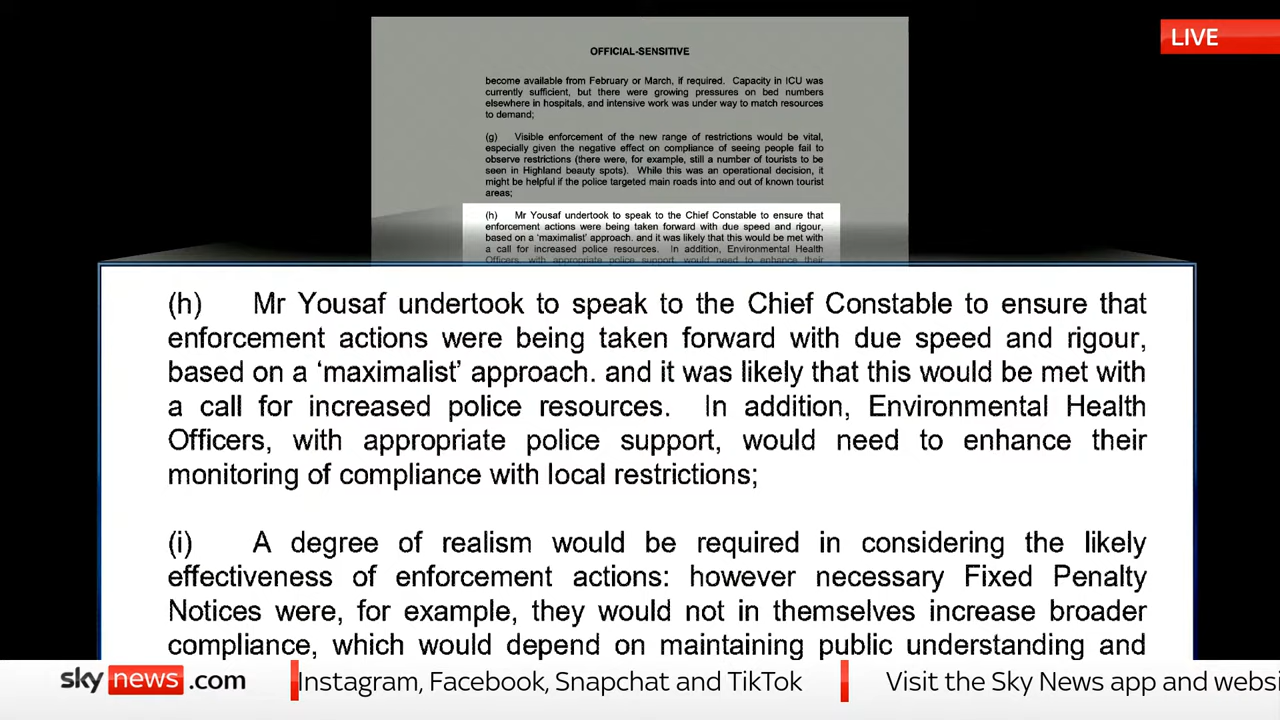 LIVE
OFFICIAL-SENSITIVE
become available from February or March, if required. Capacity in ICU was
currently sufficient, but there were growing pressures on bed numbers
elsewhere in hospitals, and intensive work was under way to match resources
to demand;
(g) Visible enforcement of the new range of restrictions would be vital,
especially given the negative effect on compliance of seeing people fail to
observe restrictions (there were, for example, still a number of tourists to be
seen in Highland beauty spots). While this was an operational decision, it
might be helpful if the police targeted main roads into and out of known tourist
areas;
(h) Mr Yousaf undertook to speak to the Chief Constable to ensure that
enforcement actions were being taken forward with due speed and rigour,
based on a ‘maximalist’ approach. and it was likely that this would be met with
a call for increased police resources. In addition, Environmental Health
Officers, with appropriate police support, would need to enhance their
(h) Mr Yousaf undertook to speak to the Chief Constable to ensure that
enforcement actions were being taken forward with due speed and rigour,
based on a ‘maximalist’ approach. and it was likely that this would be met with
a call for increased police resources. In addition, Environmental Health
Officers, with appropriate police support, would need to enhance their
monitoring of compliance with local restrictions;
(i) A degree of realism would be required in considering the likely
effectiveness of enforcement actions: however necessary Fixed Penalty
Notices were, for example, they would not in themselves increase broader
compliance, which would depend on maintaining public understanding and
sky news.com Instagram, Facebook, Snapchat and TikTok Visit the Sky News app and websi